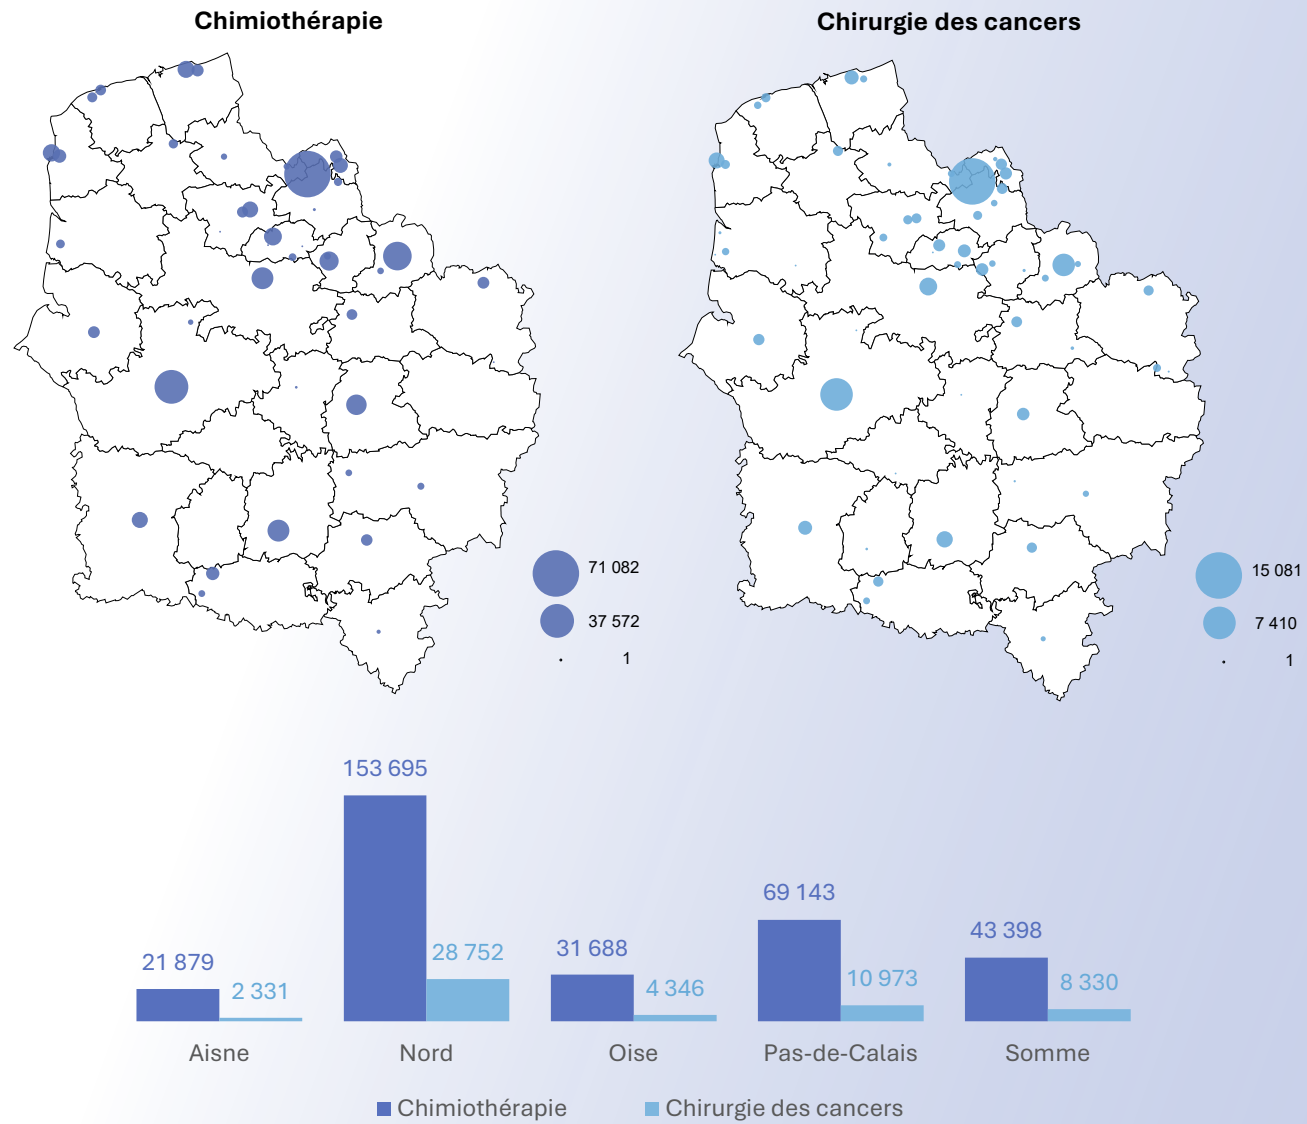 Chimiothérapie
Chirurgie des cancers
71 082
37 572
1
15 081
7 410
1
153 695
69 143
43 398
31 688
28 752
21 879
10 973
8 330
4 346
2 331
Aisne
Nord
Oise
Pas-de-Calais
Somme
Chimiothérapie
Chirurgie des cancers